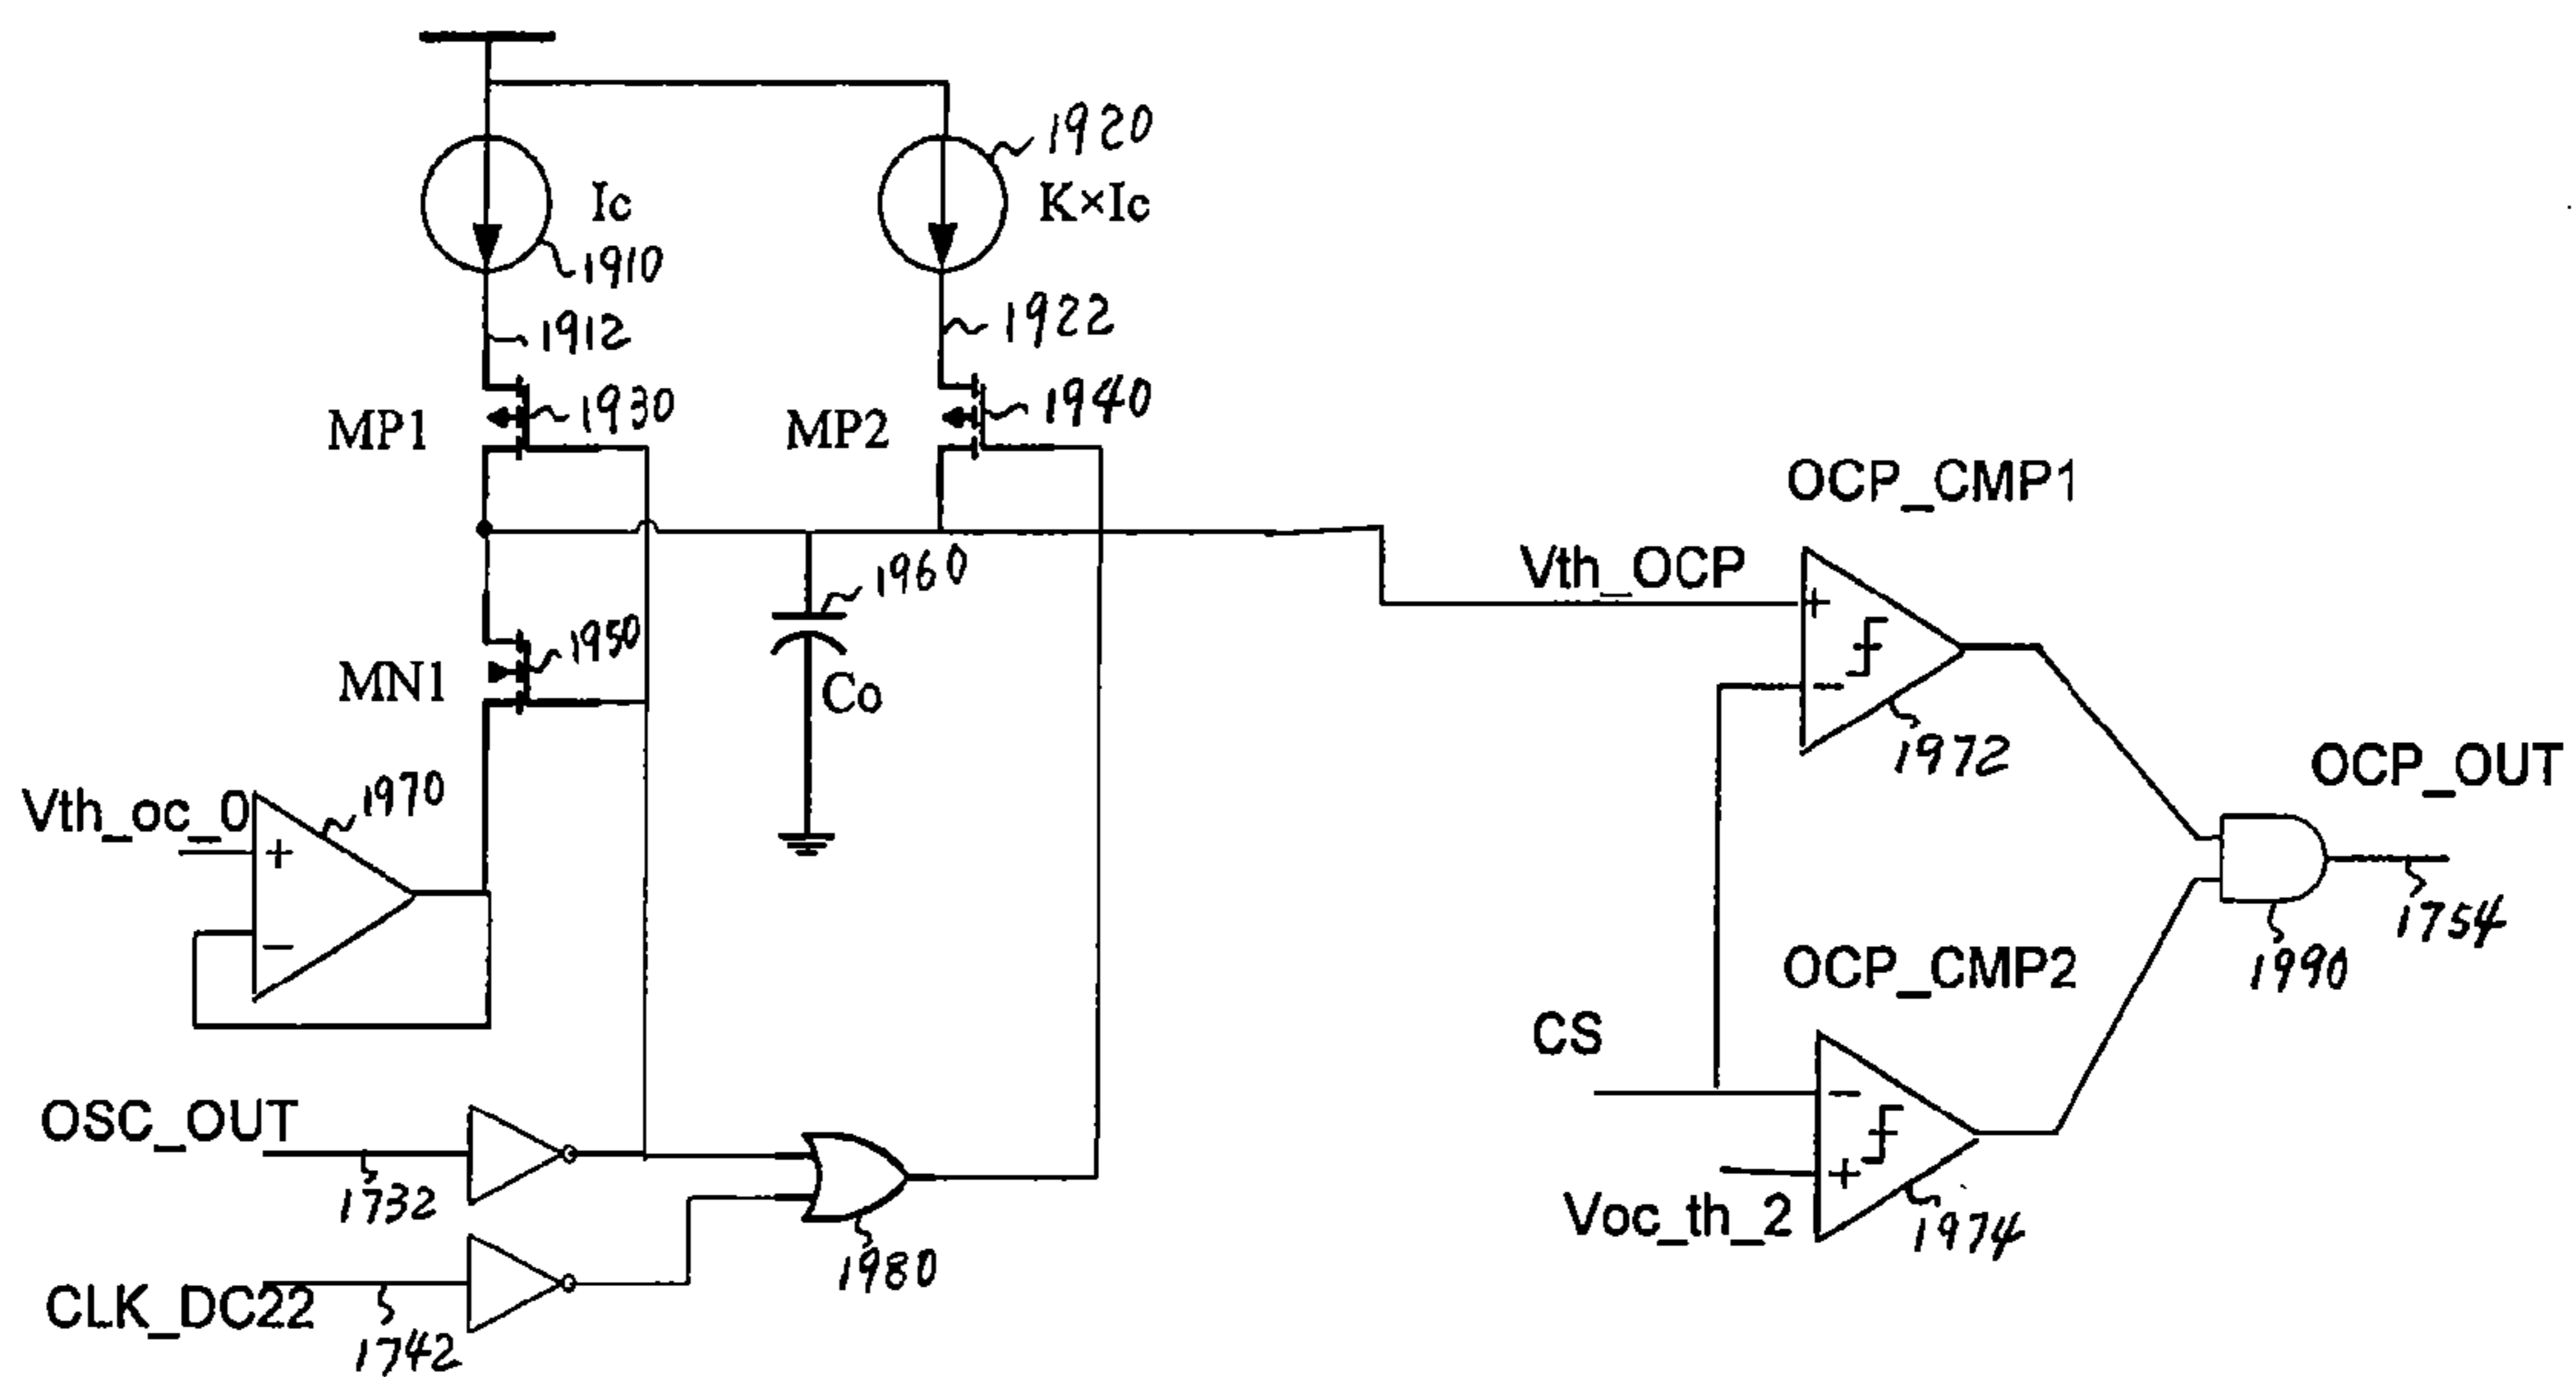 1920
Ic
K×Ic
1910
1912
1922
MP1
1930
MP2
1940
OCP_CMP1
Vth_OCP
1960
+
-
1950
MN1
Co
1972
Vth_oc_0
1970
OCP_OUT
+
-
1754
1990
OCP_CMP2
CS
-
+
OSC_OUT
1732
Voc_th_2
1974
1980
CLK_DC22
1742